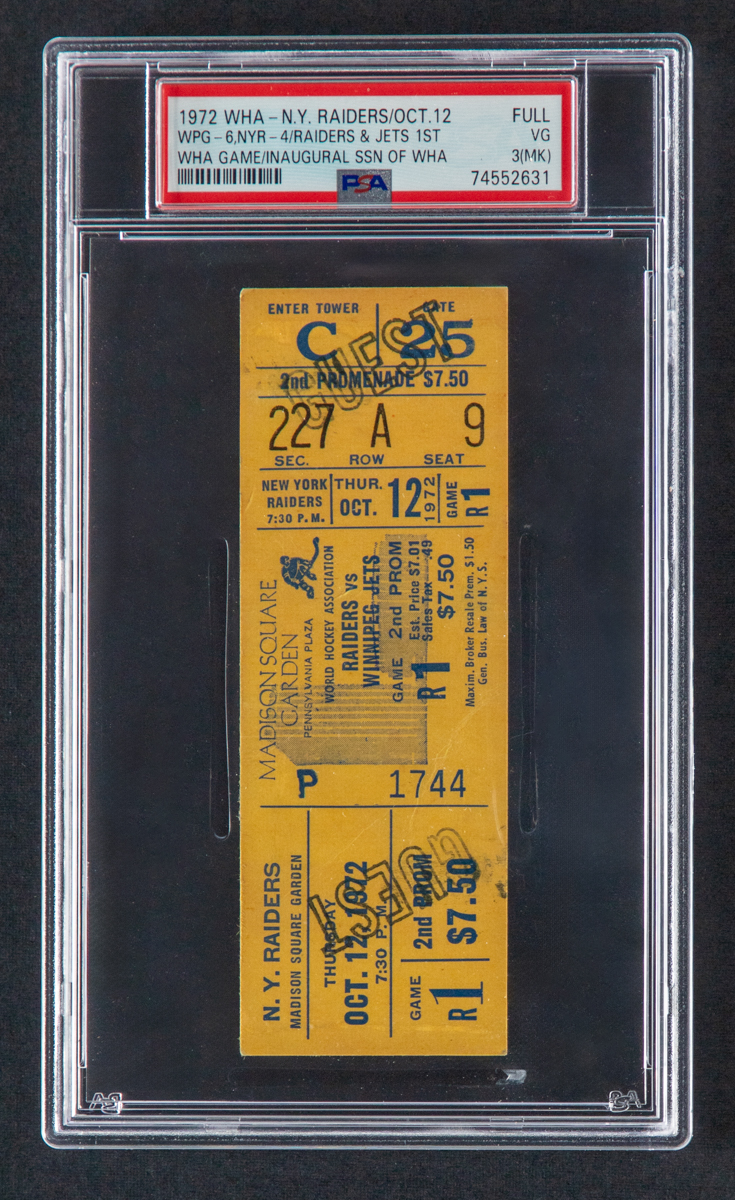 1972 WHA - N.Y. RAIDERS/OCT.12 FULL
WPG - 6,NYR - 4/RAIDERS & JETS 1ST VG
WHA GAME/INAUGURAL SSN OF WHA 3(MK)
PSA 74552631
ENTER TOWER GATE
C 25
GUEST
2nd PROMENADE $7.50
227 A 9
SEC. ROW SEAT
NEW YORK RAIDERS 7:30 P.M.
THUR. OCT. 12 1972
GAME R1
MADISON SQUARE
GARDEN
PENNSYLVANIA PLAZA
WORLD HOCKEY ASSOCIATION
RAIDERS vs
WINNIPEG JETS
GAME 2nd PROM
R1
Est. Price $7.01
Sales Tax .49
$7.50
Maxim. Broker Resale Prem. $1.50
Gen. Bus. Law of N.Y.S.
P 1744
GUEST
N. Y. RAIDERS
MADISON SQUARE GARDEN
THURSDAY
OCT. 12, 1972
7:30 P. M.
GAME 2nd PROM
R1 $7.50
PSA PSA